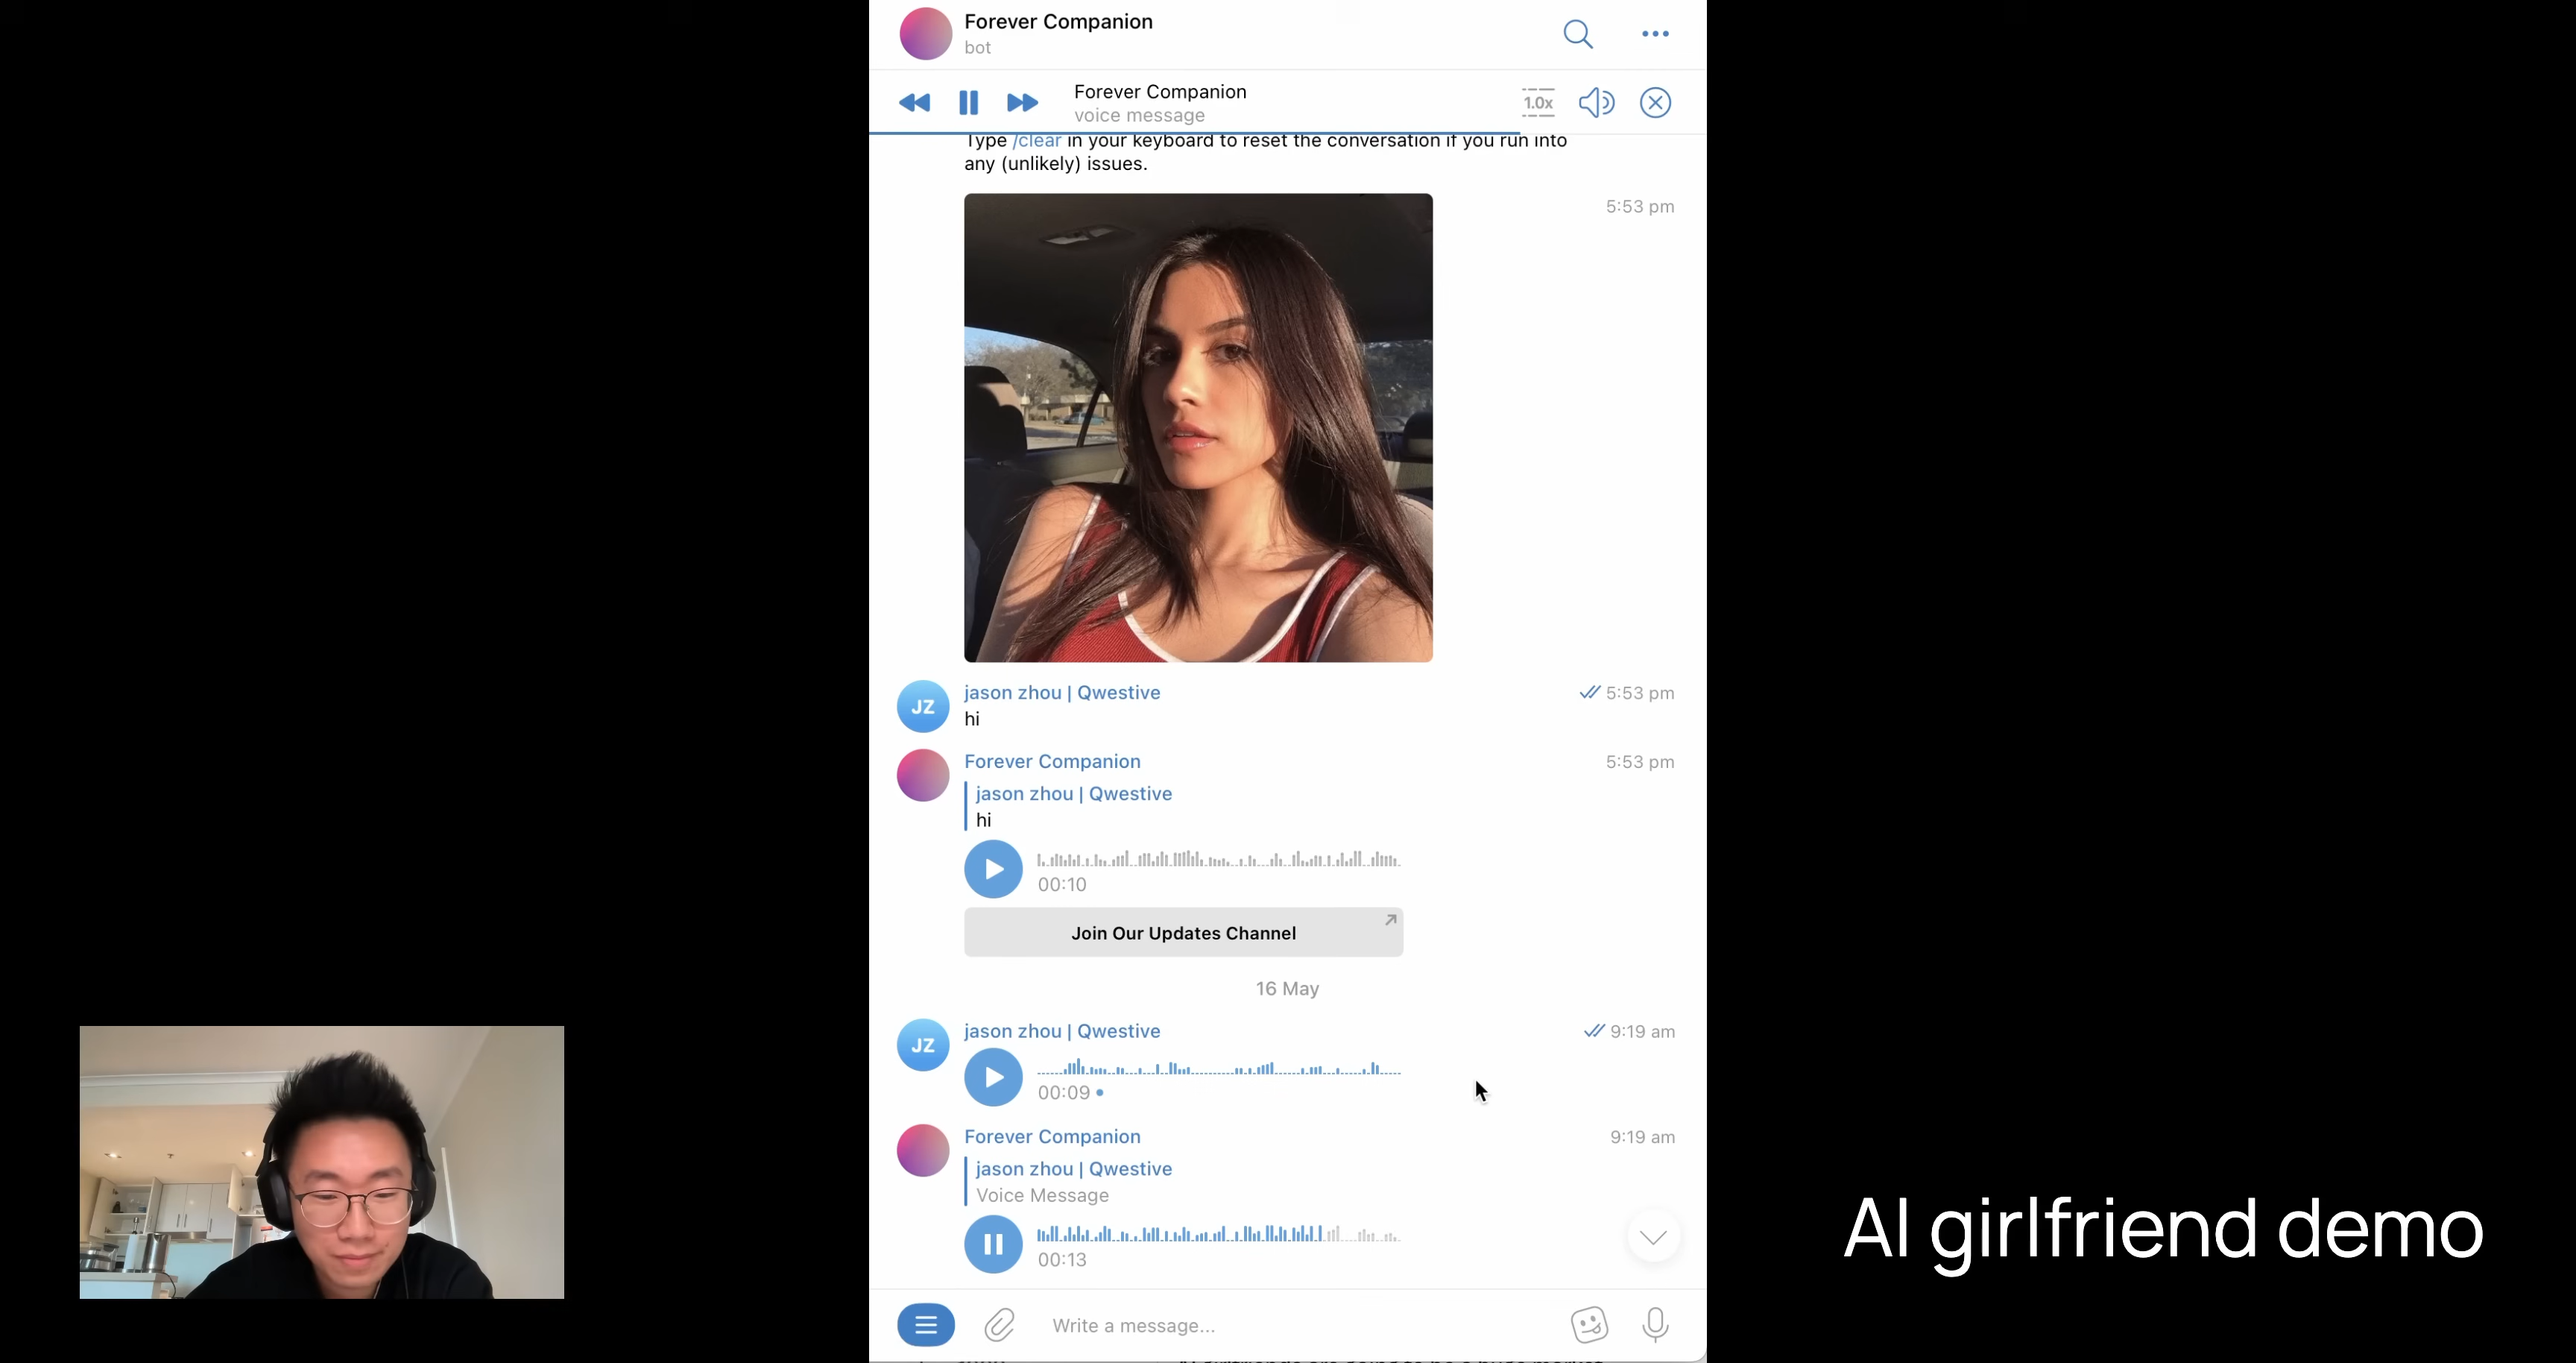 Forever Companion
bot
Forever Companion
voice message
1.0x
Type /clear in your keyboard to reset the conversation if you run into
any (unlikely) issues.
5:53 pm
JZ
jason zhou | Qwestive
5:53 pm
hi
Forever Companion
5:53 pm
jason zhou | Qwestive
hi
00:10
Join Our Updates Channel
16 May
JZ
jason zhou | Qwestive
9:19 am
00:09
Forever Companion
9:19 am
jason zhou | Qwestive
Voice Message
00:13
Write a message...
AI girlfriend demo